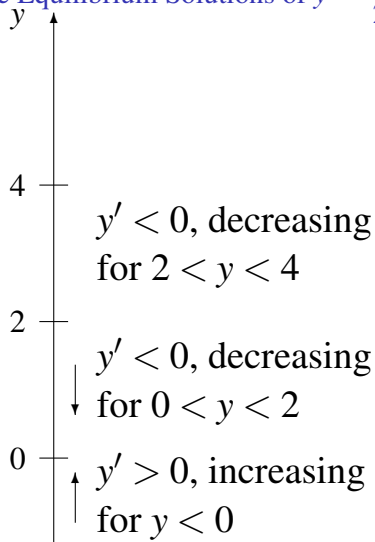 Equilibrium Solutions of y
y
4
y′ < 0, decreasing
for 2 < y < 4
2
y′ < 0, decreasing
for 0 < y < 2
0
y′ > 0, increasing
for y < 0